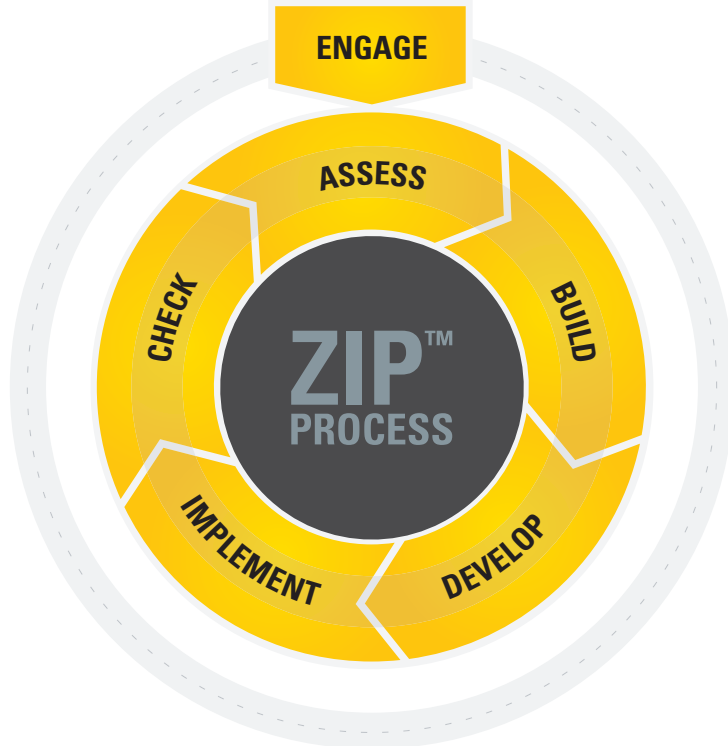 ENGAGE
ASSESS
BUILD
DEVELOP
IMPLEMENT
CHECK
ZIP™
PROCESS